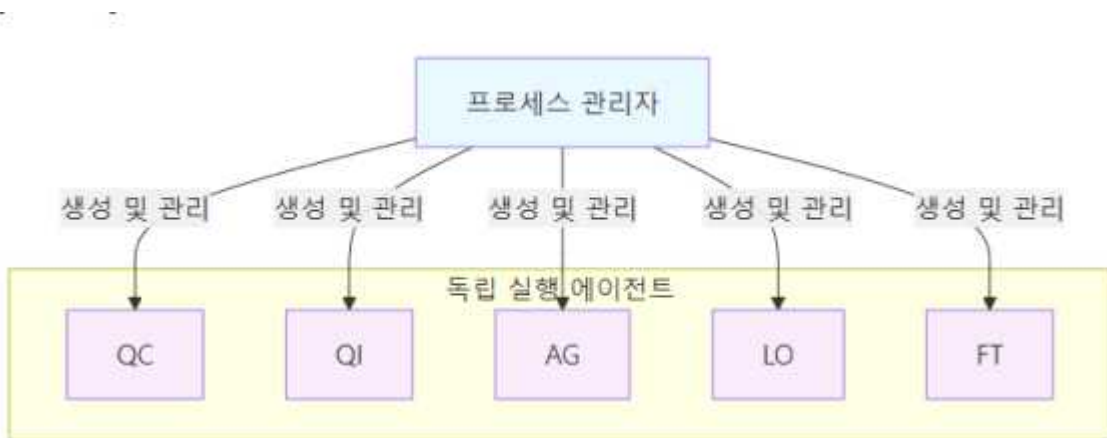 프로세스 관리자
생성 및 관리 생성 및 관리 생성 및 관리 생성 및 관리 생성 및 관리
독립 실행 에이전트
QC QI AG LO FT